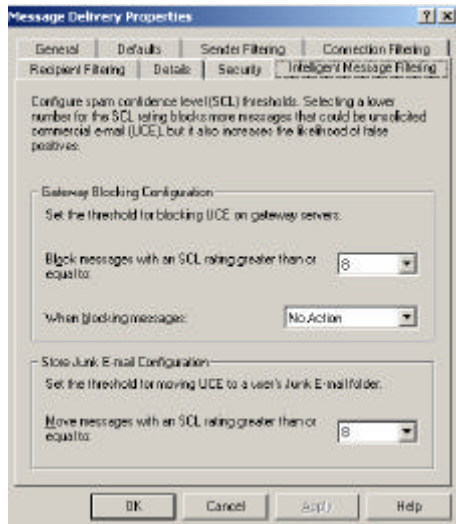 Message Delivery Properties
? X
General Defaults Sender Filtering Connection Filtering
Recipient Filtering Details Security Intelligent Message Filtering
Configure spam confidence level (SCL) thresholds. Selecting a lower
number for the SCL rating blocks more messages that could be unsolicited
commercial e-mail (UCE), but it also increases the likelihood of false
positives.
Gateway Blocking Configuration
Set the threshold for blocking UCE on gateway servers.
Block messages with an SCL rating greater than or
equal to:
8
When blocking messages:
No Action
Store Junk E-mail Configuration
Set the threshold for moving UCE to a user's Junk E-mail folder.
Move messages with an SCL rating greater than or
equal to:
8
OK Cancel Apply Help